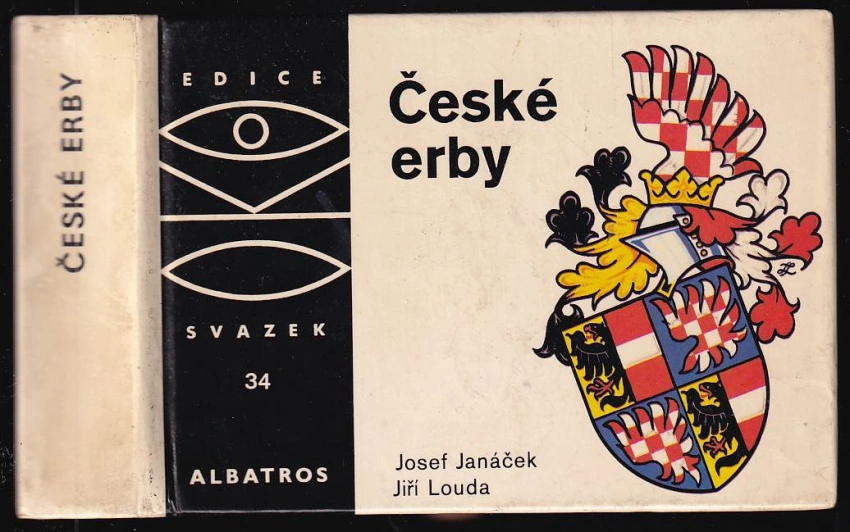 ČESKÉ ERBY
EDICE
SVAZEK
34
ALBATROS
České
erby
Josef Janáček
Jiří Louda